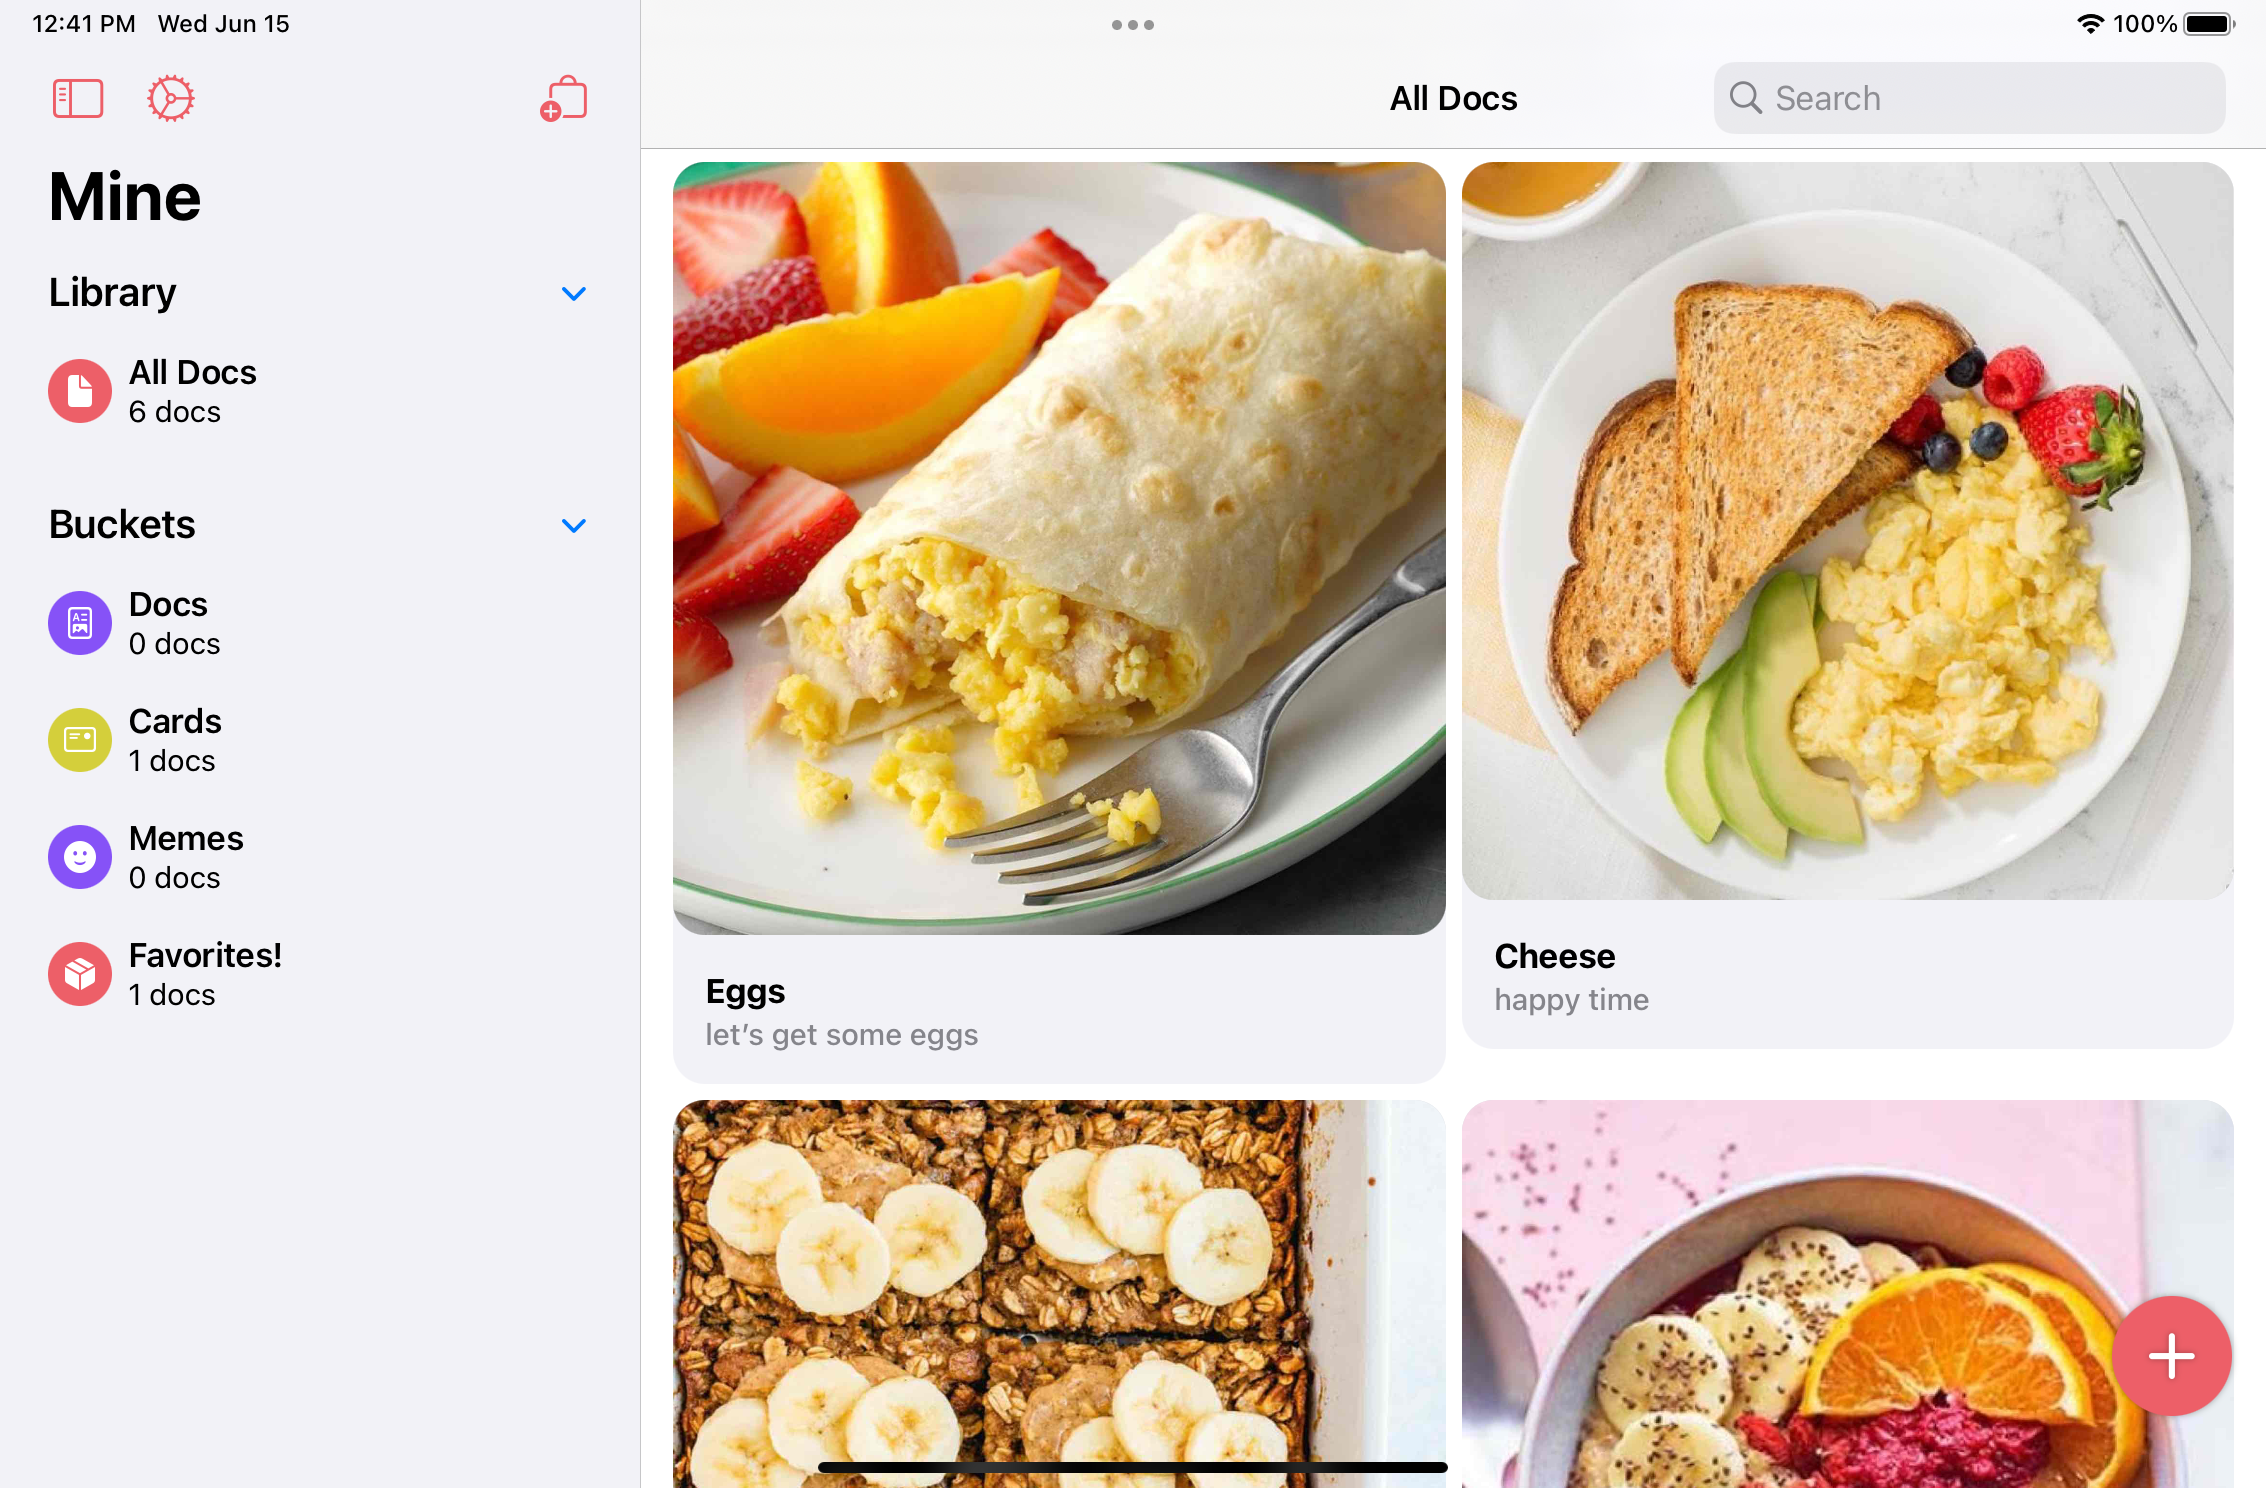 12:41 PM Wed Jun 15
100%
Mine
Library
All Docs
6 docs
Buckets
Docs
0 docs
Cards
1 docs
Memes
0 docs
Favorites!
1 docs
All Docs
Search
Eggs
let’s get some eggs
Cheese
happy time